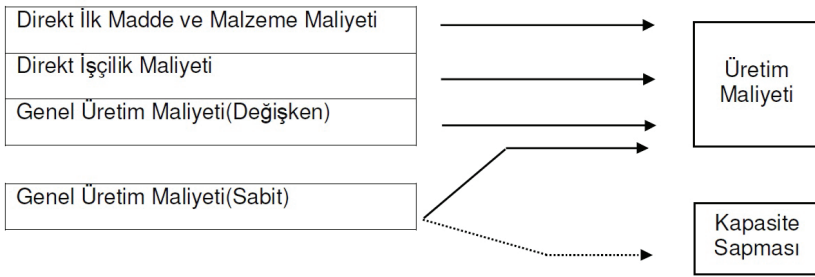 Direkt İlk Madde ve Malzeme Maliyeti
Direkt İşçilik Maliyeti
Genel Üretim Maliyeti(Değişken)
Genel Üretim Maliyeti(Sabit)
Üretim
Maliyeti
Kapasite
Sapması